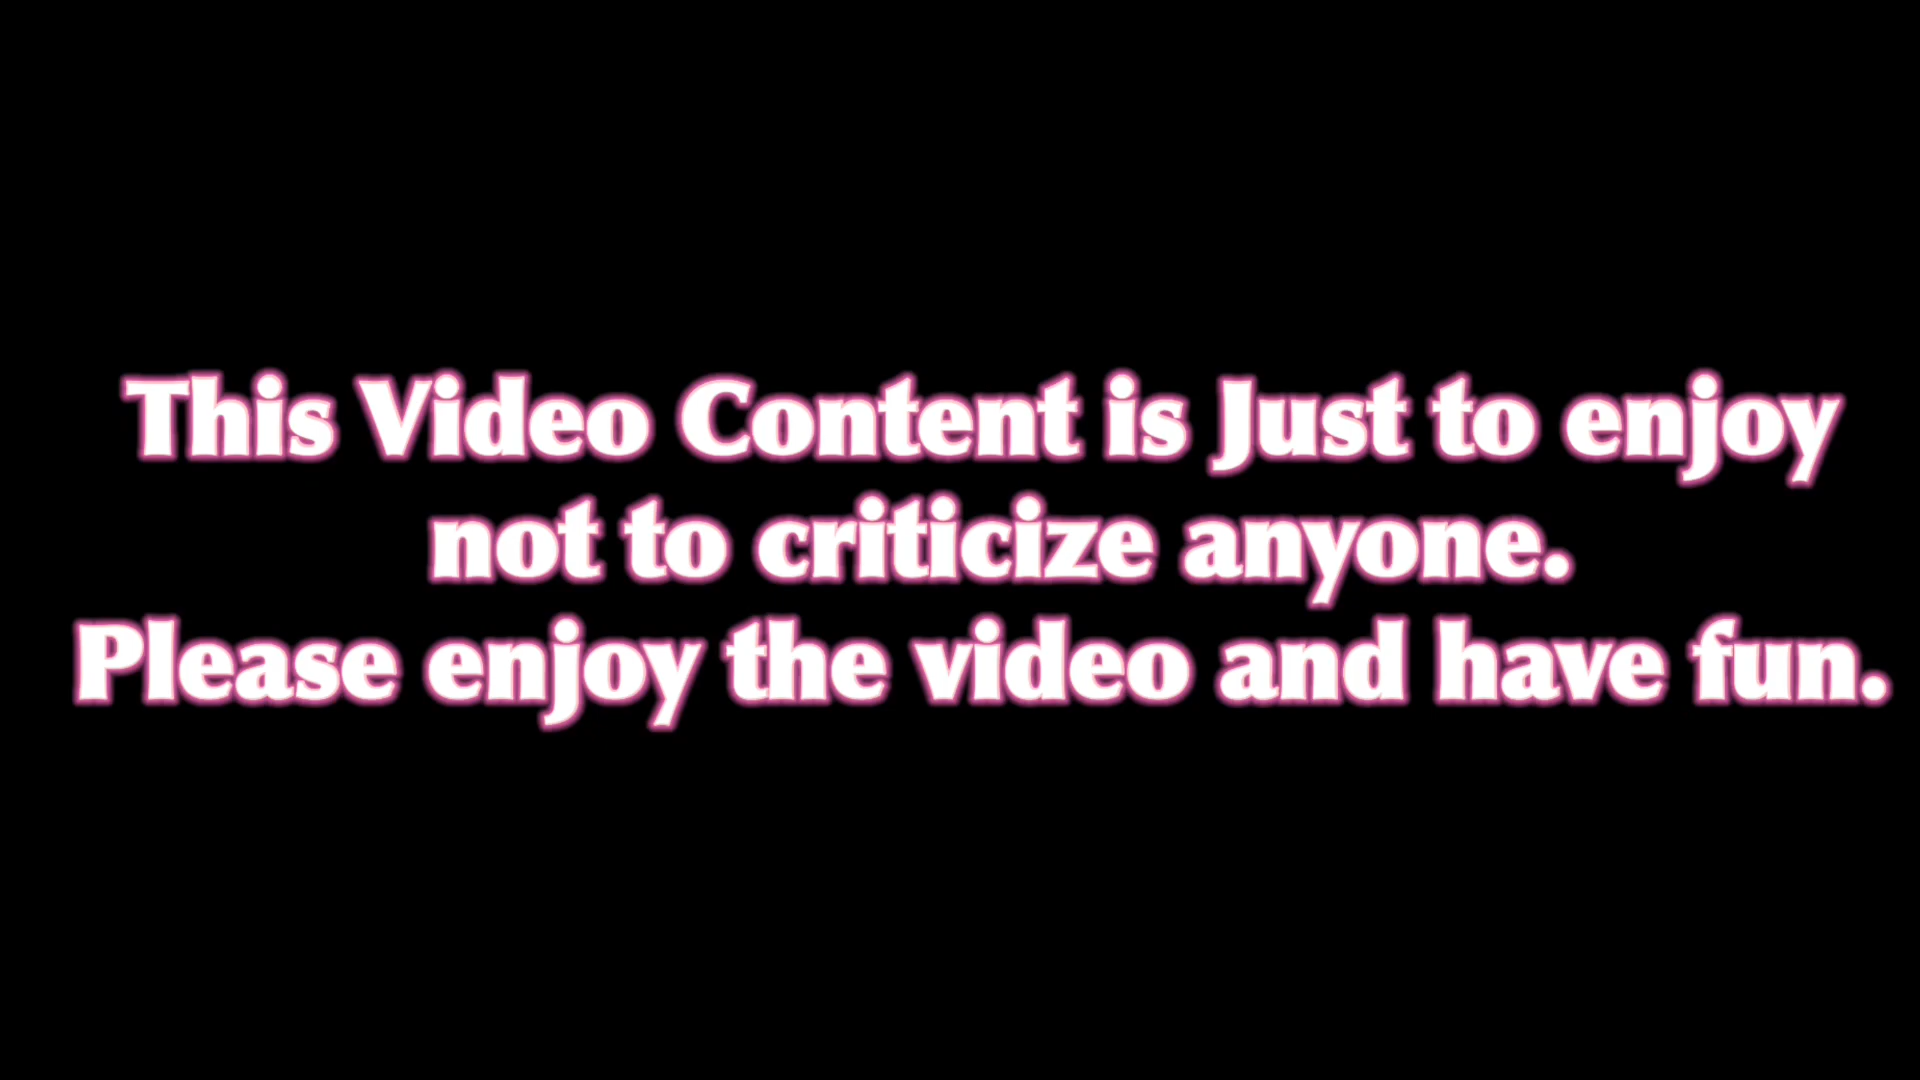 This Video Content is Just to enjoy
not to criticize anyone.
Please enjoy the video and have fun.